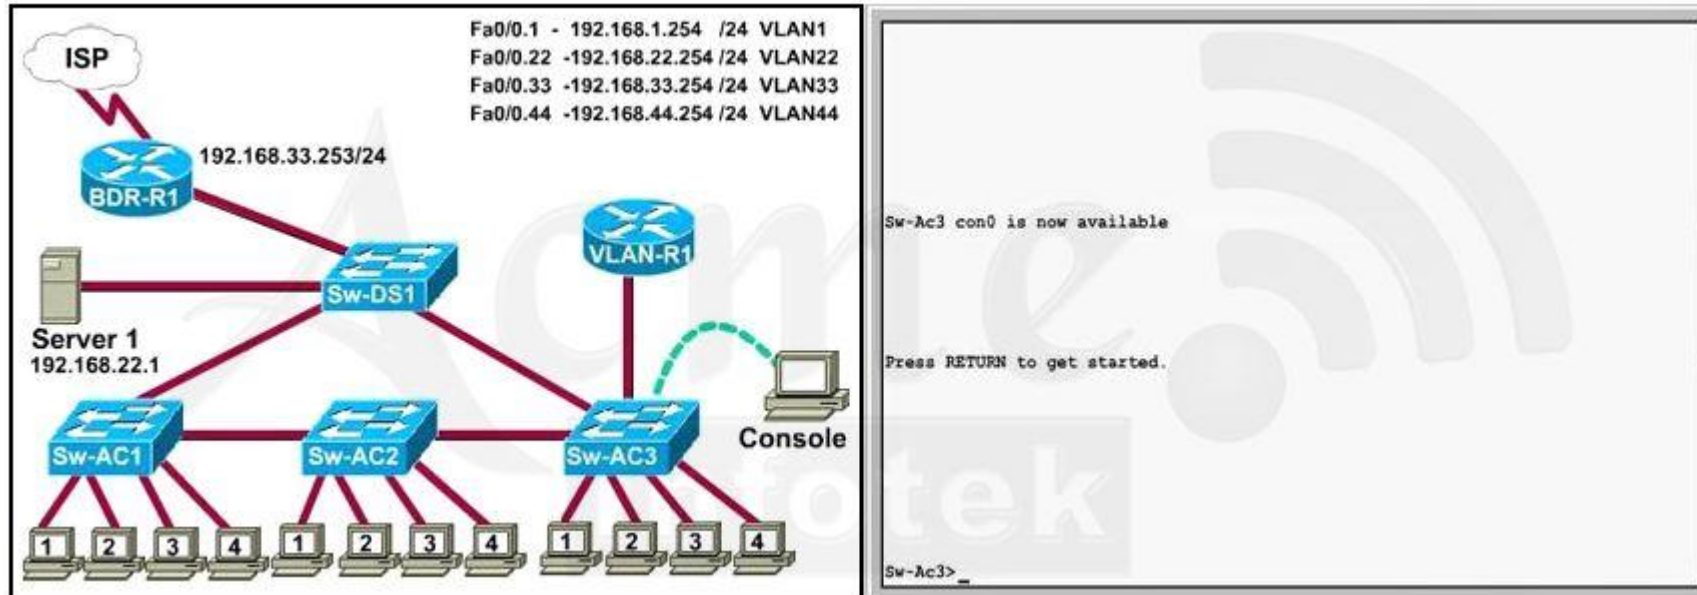 ISP
Fa0/0.1 - 192.168.1.254 /24 VLAN1
Fa0/0.22 -192.168.22.254 /24 VLAN22
Fa0/0.33 -192.168.33.254 /24 VLAN33
Fa0/0.44 -192.168.44.254 /24 VLAN44
192.168.33.253/24
BDR-R1
VLAN-R1
Sw-DS1
Server 1
192.168.22.1
Console
Sw-AC1
Sw-AC2
Sw-AC3
1 2 3 4
1 2 3 4
1 2 3 4
Sw-Ac3 con0 is now available
Press RETURN to get started.
Sw-Ac3>_
Acme
Infotek